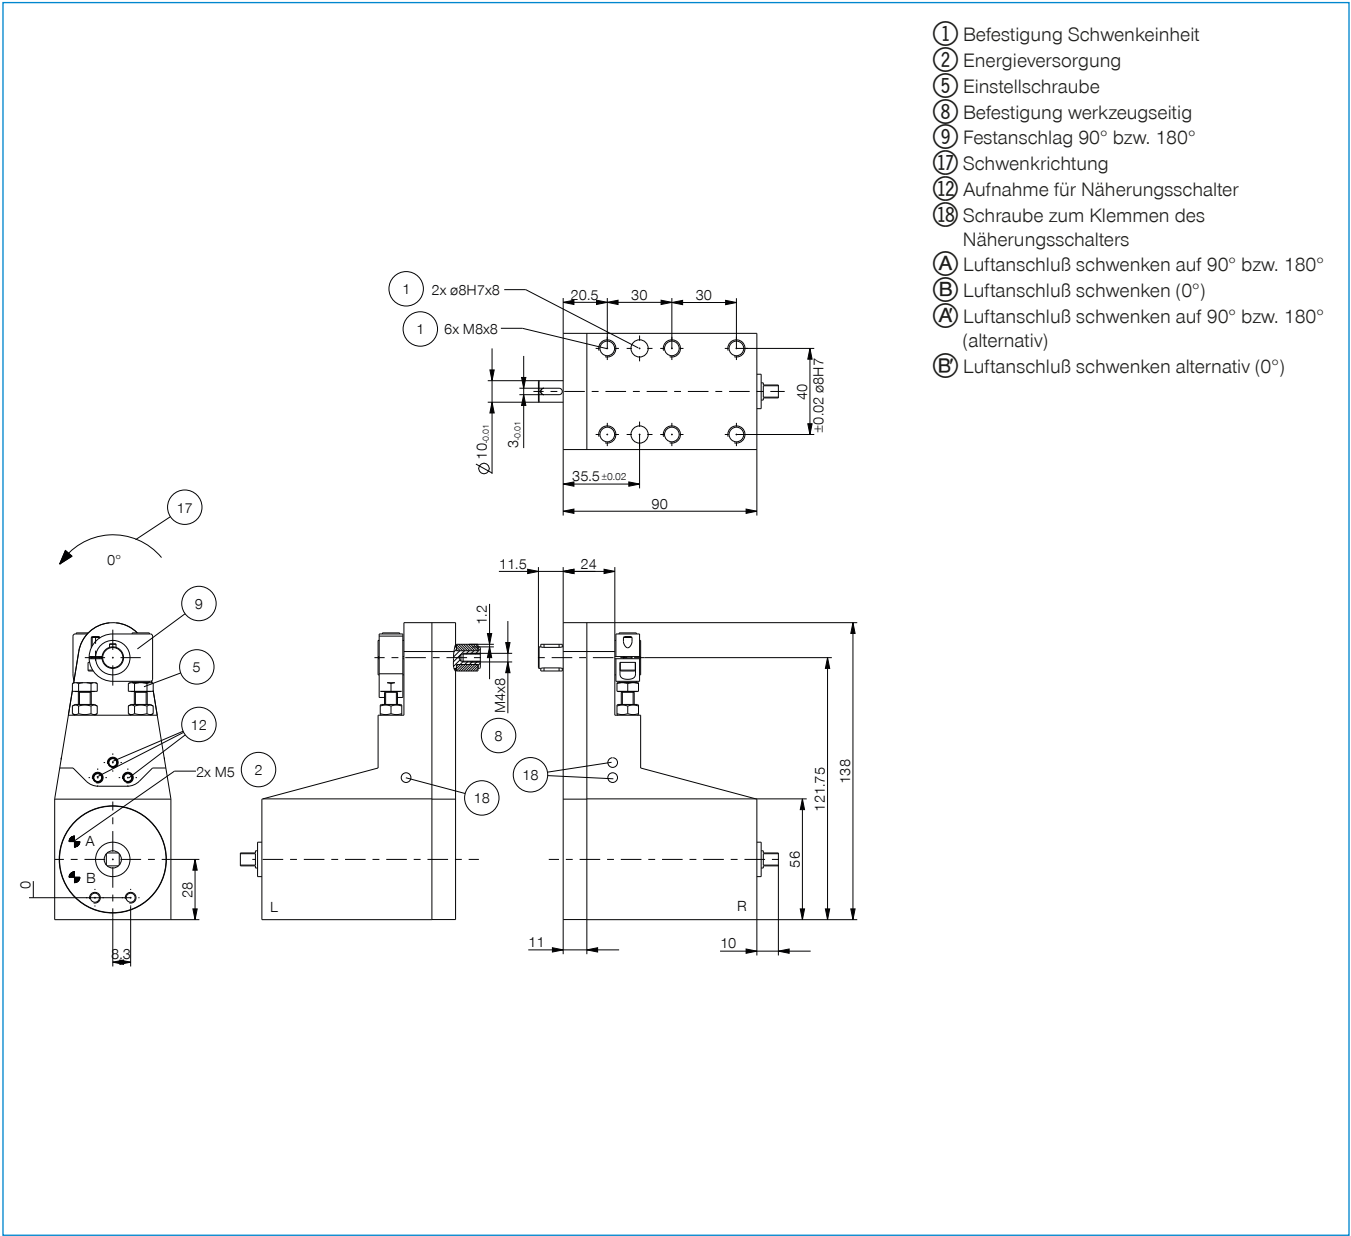 ① Befestigung Schwenkeinheit
② Energieversorgung
⑤ Einstellschraube
⑧ Befestigung werkzeugseitig
⑨ Festanschlag 90° bzw. 180°
⑰ Schwenkrichtung
⑫ Aufnahme für Näherungsschalter
⑱ Schraube zum Klemmen des
Näherungsschalters
Ⓐ Luftanschluß schwenken auf 90° bzw. 180°
Ⓑ Luftanschluß schwenken (0°)
A' Luftanschluß schwenken auf 90° bzw. 180°
(alternativ)
B' Luftanschluß schwenken alternativ (0°)
1 2x ø8H7x8
1 6x M8x8
20.5 30 30
40
±0.02 ø8H7
Ø 10-0.01
3-0.01
35.5 ±0.02
90
17
0°
9
5
12
2x M5 2
A
B
0
28
8.3
1.2
M4x8
8
18
L
11.5 24
18
R
56
121.75
138
11
10